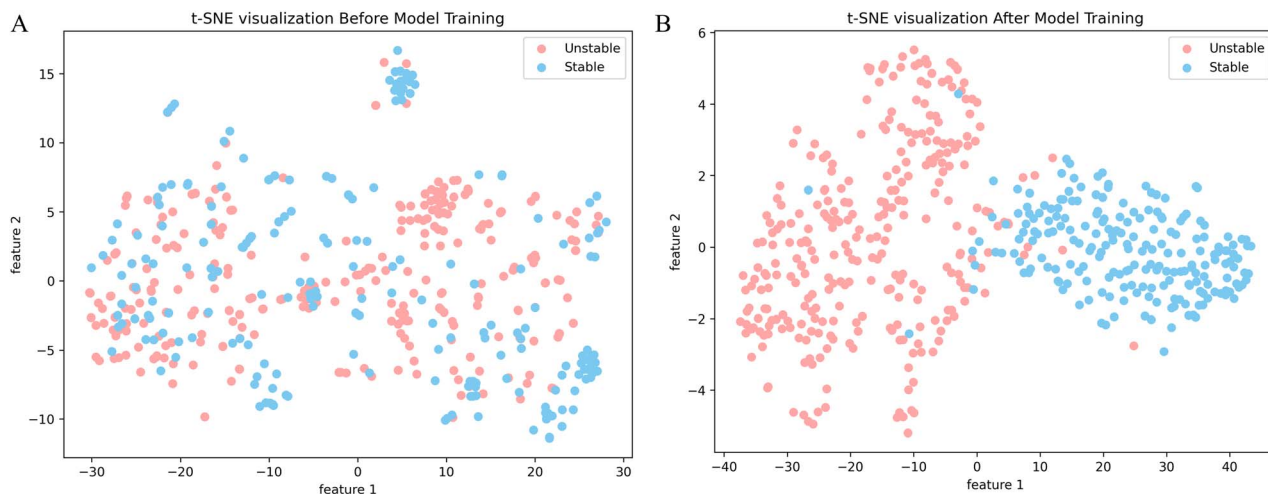 A
t-SNE visualization Before Model Training
Unstable
Stable
15
10
5
0
−5
−10
−30
−20
−10
0
10
20
30
feature 1
feature 2
B
t-SNE visualization After Model Training
Unstable
Stable
6
4
2
0
−2
−4
−40
−30
−20
−10
0
10
20
30
40
feature 1
feature 2